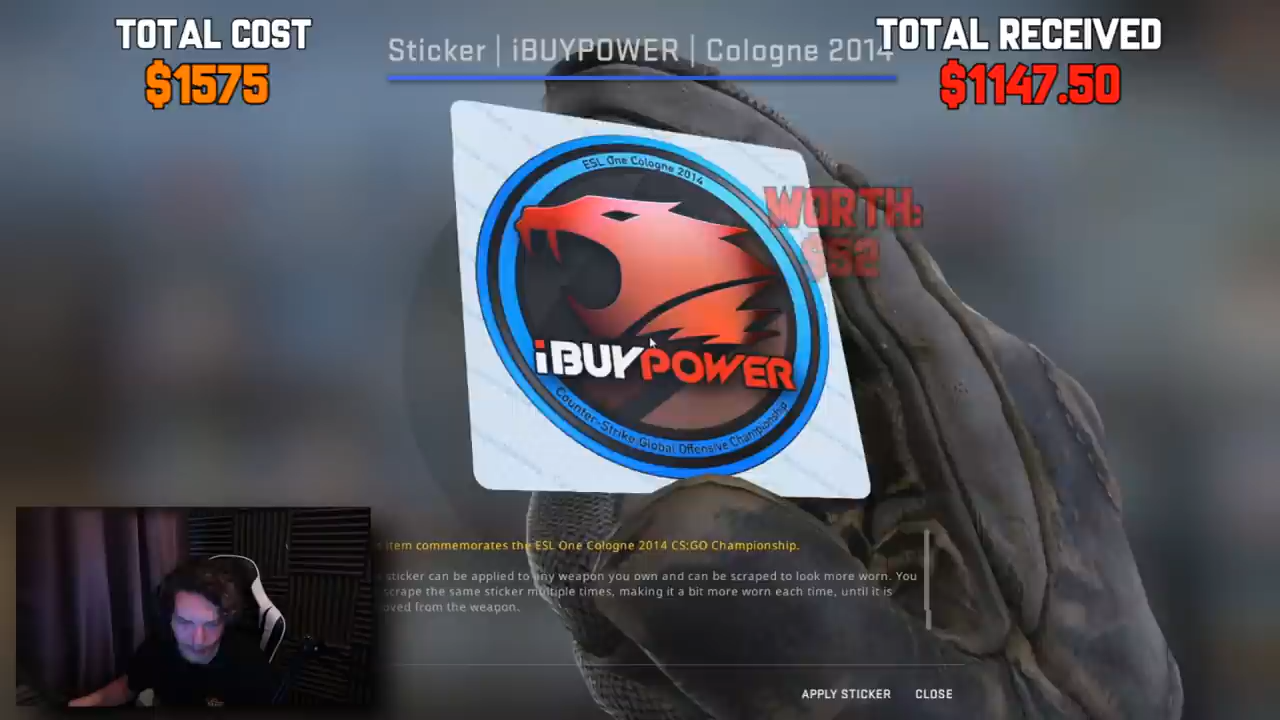 TOTAL COST
$1575
Sticker | iBUYPOWER | Cologne 2014
TOTAL RECEIVED
$1147.50
ESL One Cologne 2014
WORTH:
$52
iBUYPOWER
Counter-Strike Global Offensive Championship
item commemorates the ESL One Cologne 2014 CS:GO Championship.
sticker can be applied to any weapon you own and can be scraped to look more worn. You
scrape the same sticker multiple times, making it a bit more worn each time, until it is
oved from the weapon.
APPLY STICKER
CLOSE